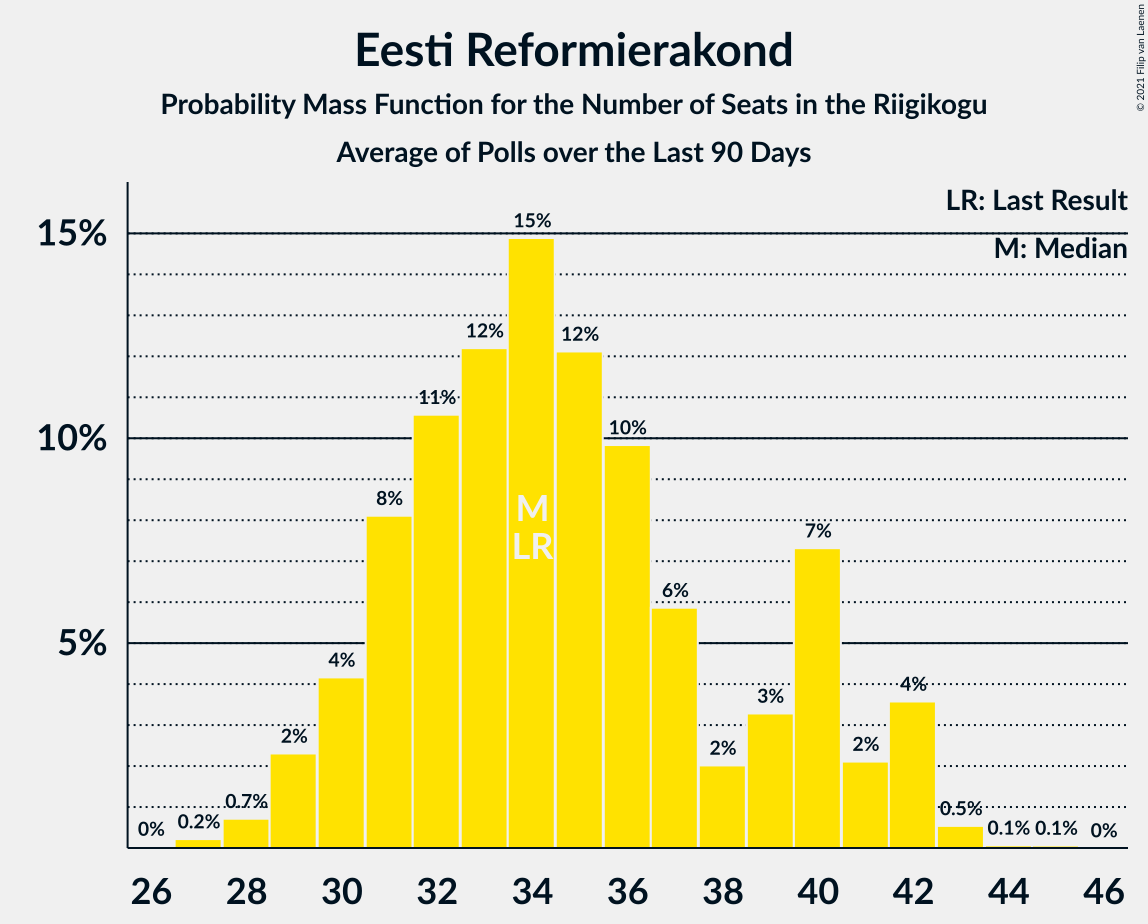 Eesti Reformierakond
Probability Mass Function for the Number of Seats in the Riigikogu
Average of Polls over the Last 90 Days
© 2021 Filip van Laenen
LR: Last Result
M: Median
15%
10%
5%
0%
0.2%
0.7%
2%
4%
8%
11%
12%
15%
12%
10%
6%
2%
3%
7%
2%
4%
0.5%
0.1%
0.1%
0%
M
LR
26 28 30 32 34 36 38 40 42 44 46